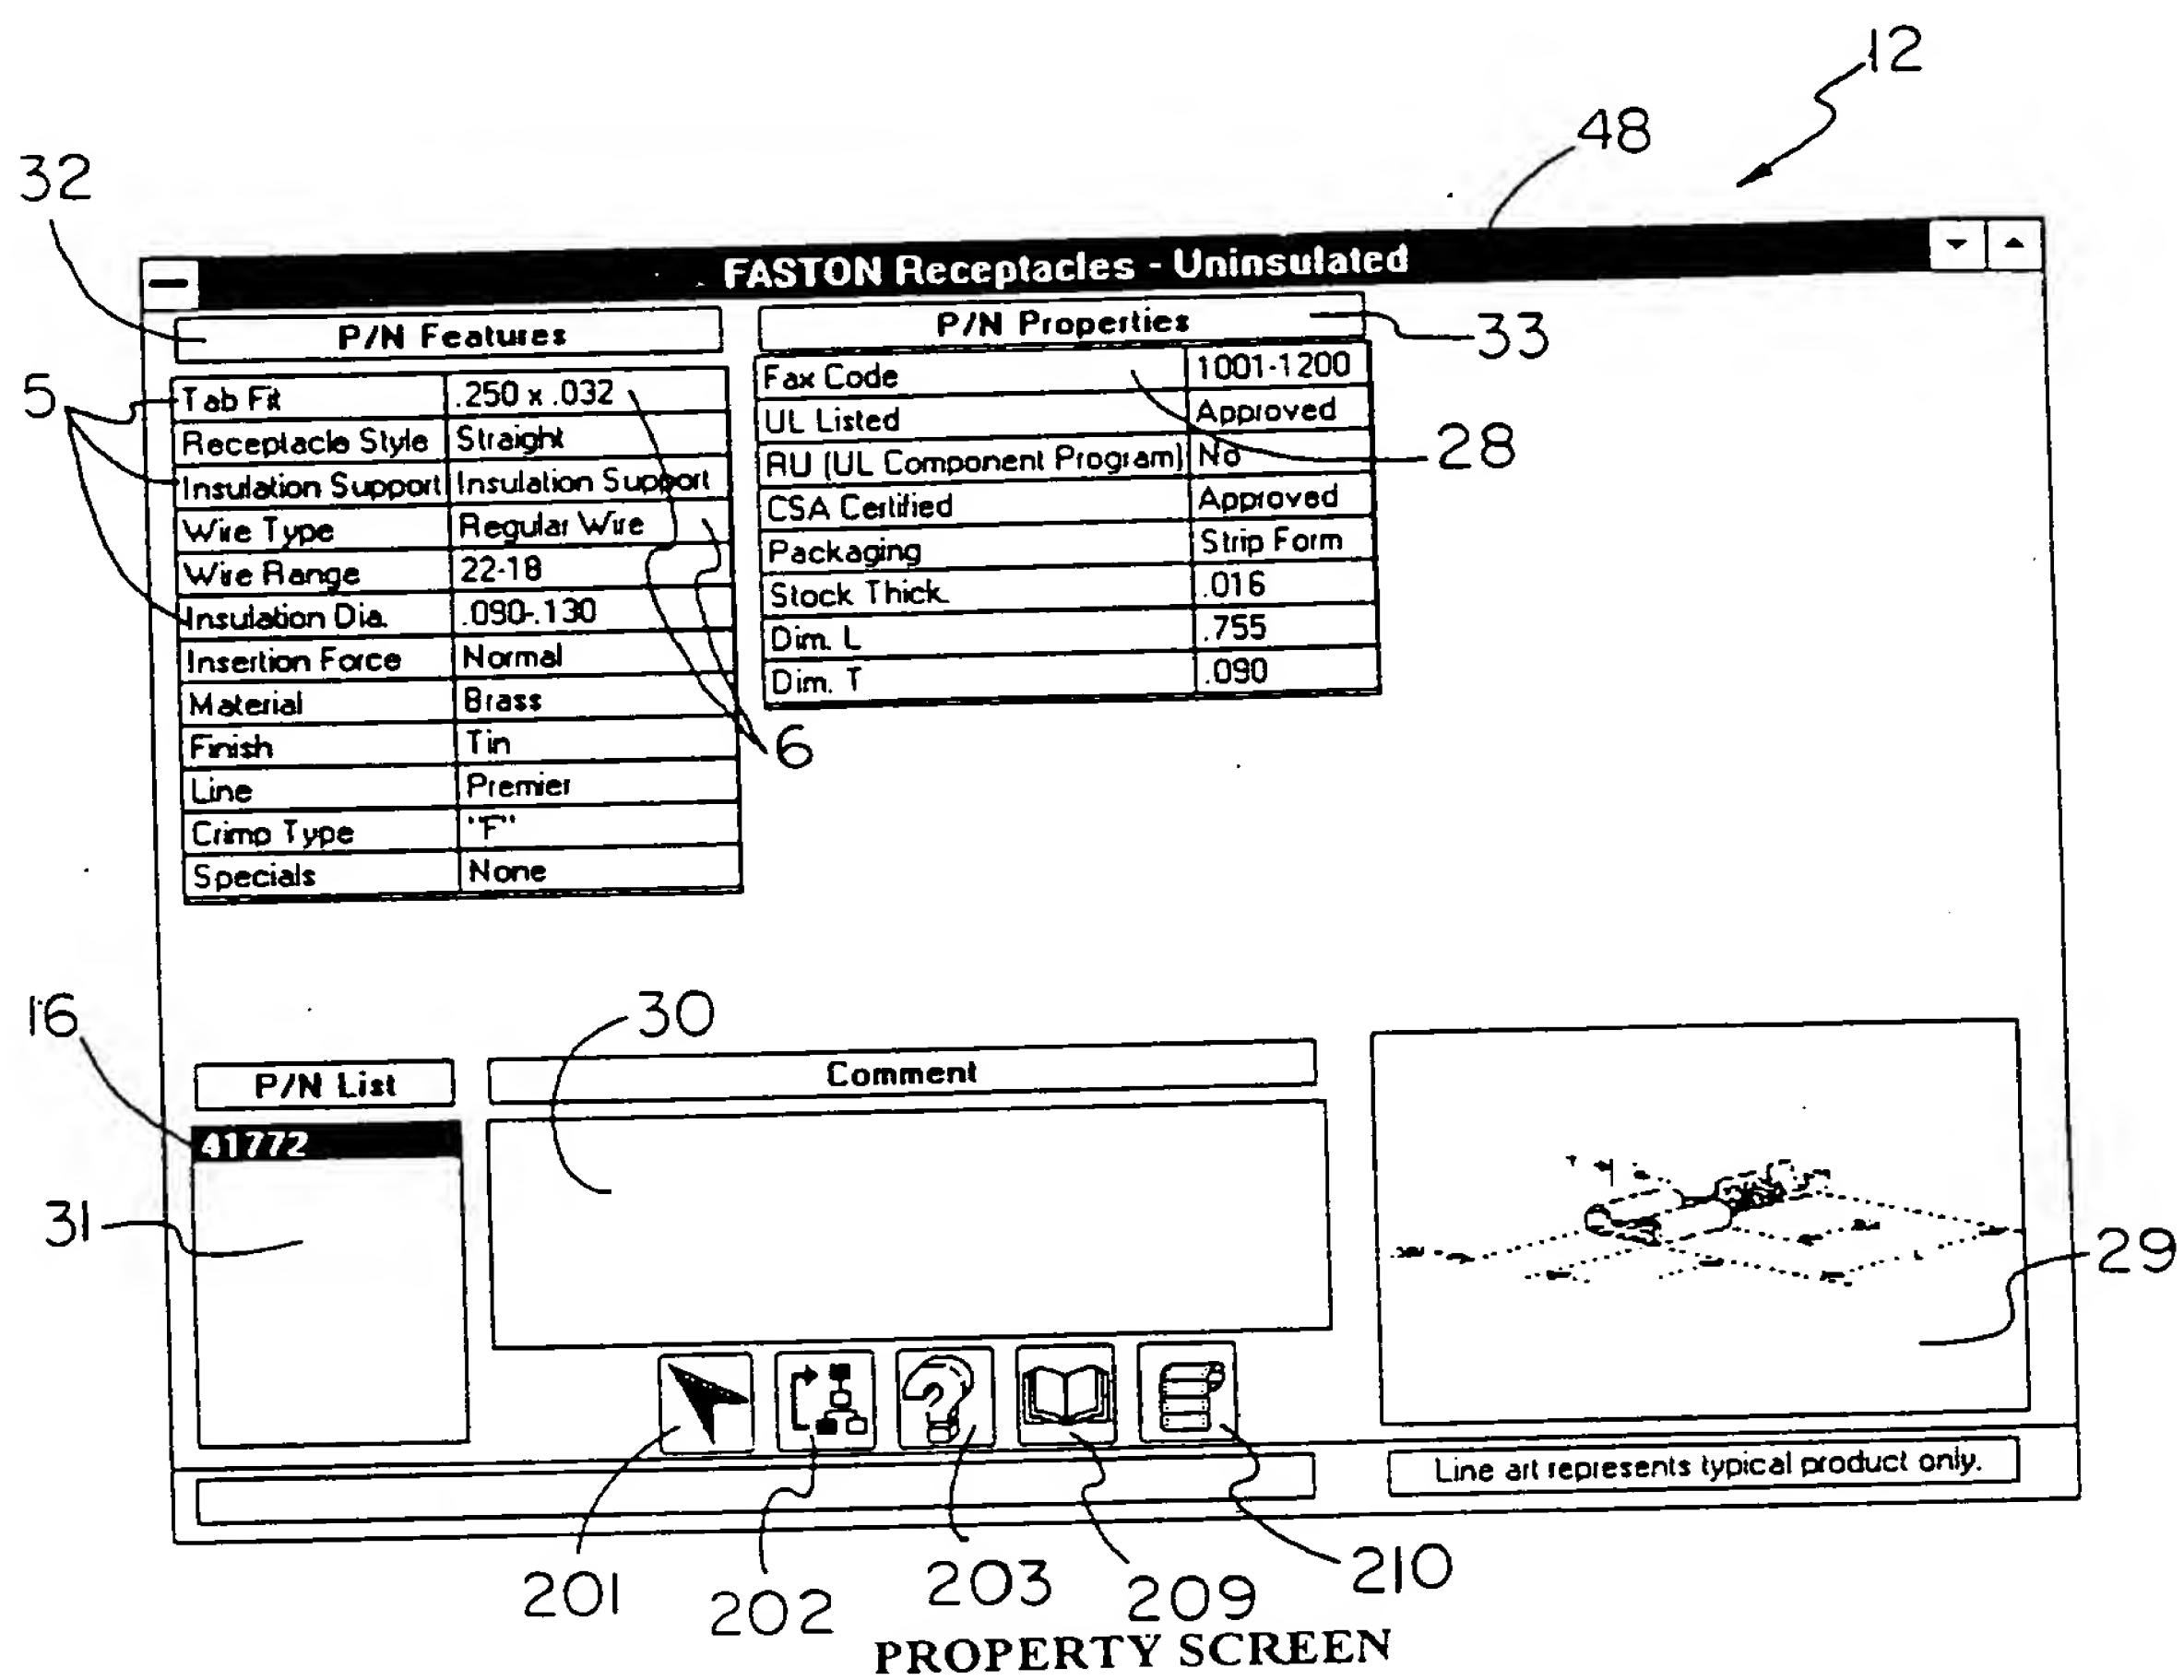 12
48
32
FASTON Receptacles - Uninsulated
P/N Features
P/N Properties
33
5
Tab Fit .250 x .032
Receptacle Style Straight
Insulation Support Insulation Support
Wire Type Regular Wire
Wire Range 22-18
Insulation Dia. .090-.130
Insertion Force Normal
Material Brass
Finish Tin
Line Premier
Crimp Type "F"
Specials None
Fax Code 1001-1200
UL Listed Approved
RU (UL Component Program) No
CSA Certified Approved
Packaging Strip Form
Stock Thick. .016
Dim. L .755
Dim. T .090
28
6
16
30
P/N List
Comment
41772
31
29
Line art represents typical product only.
201
202
203
209
210
PROPERTY SCREEN